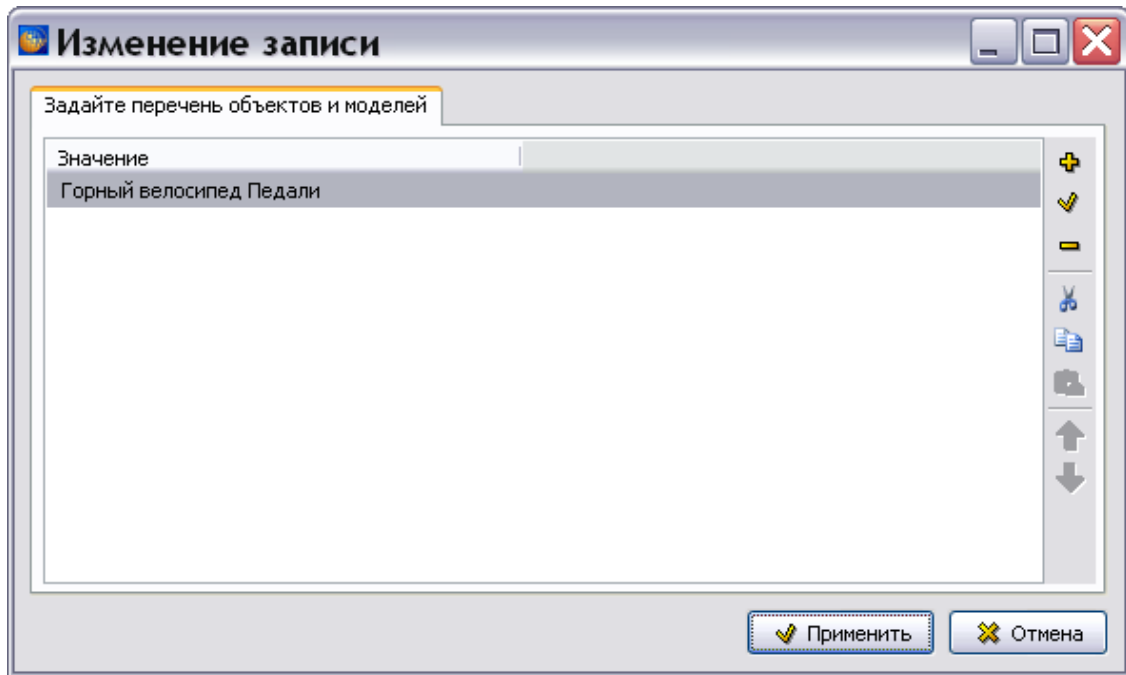 Изменение записи
Задайте перечень объектов и моделей
Значение
Горный велосипед Педали
Применить
Отмена